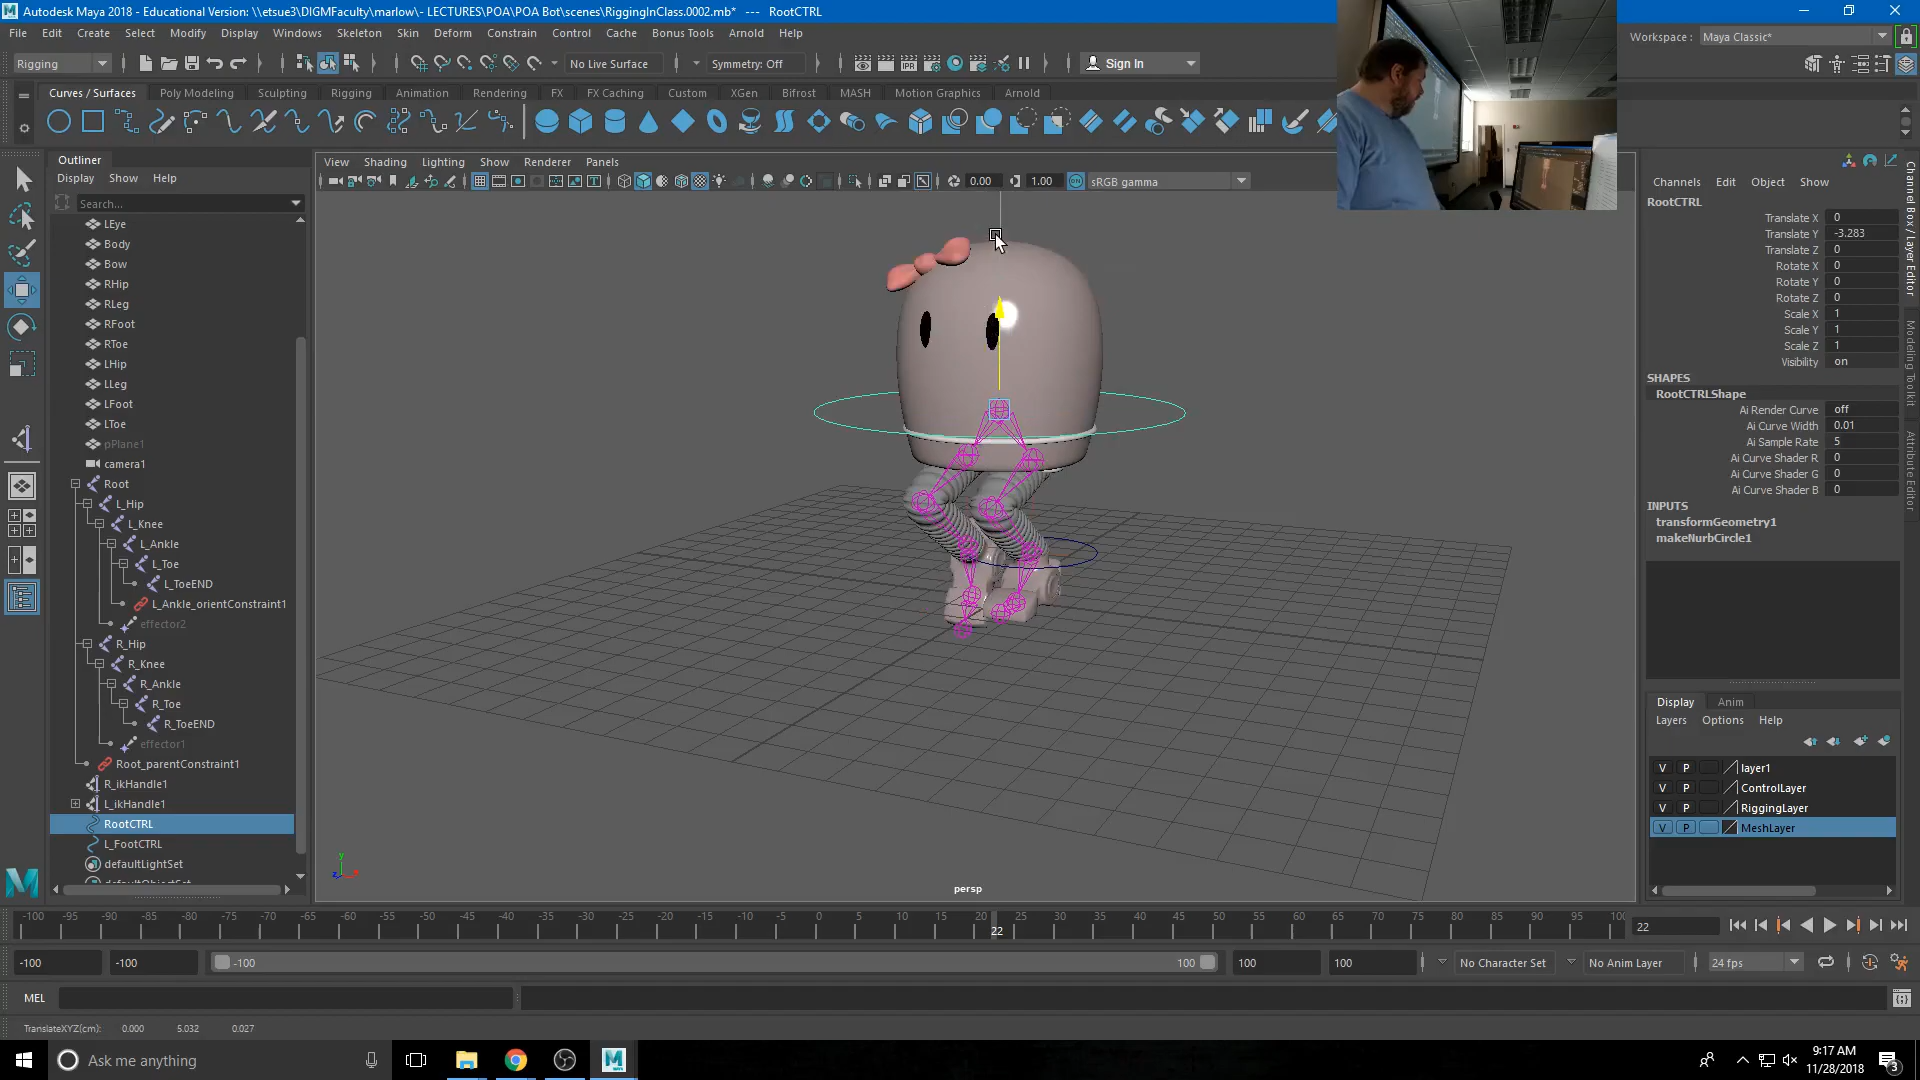 Autodesk Maya 2018 - Educational Version: \\etsue3\DIGMFaculty\marlow\- LECTURES\POA\POA Bot\scenes\RiggingInClass.0002.mb* --- RootCTRL
File Edit Create Select Modify Display Windows Skeleton Skin Deform Constrain Control Cache Bonus Tools Arnold Help
Workspace : Maya Classic*
Rigging No Live Surface Symmetry: Off Sign In
Curves / Surfaces Poly Modeling Sculpting Rigging Animation Rendering FX FX Caching Custom XGen Bifrost MASH Motion Graphics Arnold
IPR
Outliner
Display Show Help
Search...
LEye
Body
Bow
RHip
RLeg
RFoot
RToe
LHip
LLeg
LFoot
LToe
pPlane1
camera1
Root
L_Hip
L_Knee
L_Ankle
L_Toe
L_ToeEND
L_Ankle_orientConstraint1
effector2
R_Hip
R_Knee
R_Ankle
R_Toe
R_ToeEND
effector1
Root_parentConstraint1
R_ikHandle1
L_ikHandle1
RootCTRL
L_FootCTRL
defaultLightSet
View Shading Lighting Show Renderer Panels
0.00 1.00 ON sRGB gamma
persp
y
z
Channels Edit Object Show
RootCTRL
Translate X 0
Translate Y -3.283
Translate Z 0
Rotate X 0
Rotate Y 0
Rotate Z 0
Scale X 1
Scale Y 1
Scale Z 1
Visibility on
SHAPES
RootCTRLShape
Ai Render Curve off
Ai Curve Width 0.01
Ai Sample Rate 5
Ai Curve Shader R 0
Ai Curve Shader G 0
Ai Curve Shader B 0
INPUTS
transformGeometry1
makeNurbCircle1
Channel Box / Layer Editor
Modeling Toolkit
Attribute Editor
Display Anim
Layers Options Help
V P layer1
V P ControlLayer
V P RiggingLayer
V P MeshLayer
-100 -95 -90 -85 -80 -75 -70 -65 -60 -55 -50 -45 -40 -35 -30 -25 -20 -15 -10 -5 0 5 10 15 20 25 30 35 40 45 50 55 60 65 70 75 80 85 90 95 100
22
22
-100 -100 -100 100 100 100 No Character Set No Anim Layer 24 fps
MEL
TranslateXYZ(cm): 0.000 5.032 0.027
Ask me anything
9:17 AM
11/28/2018
3